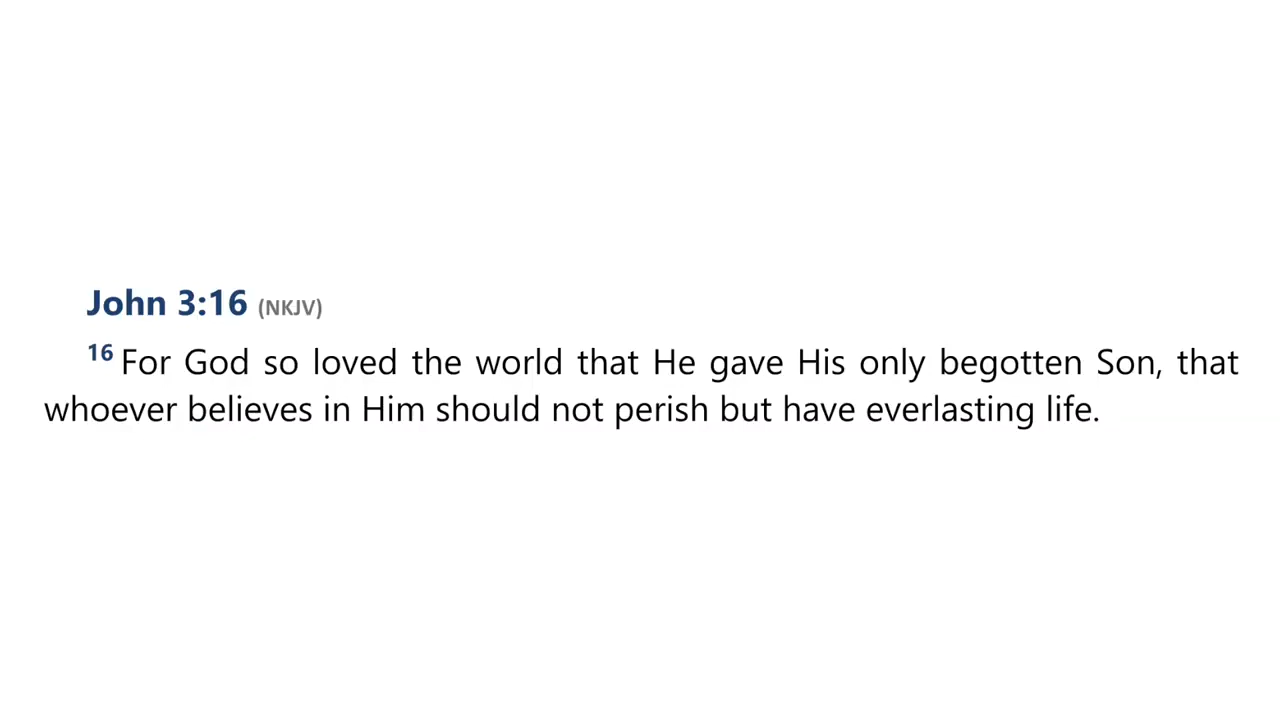 John 3:16 (NKJV)
16 For God so loved the world that He gave His only begotten Son, that
whoever believes in Him should not perish but have everlasting life.